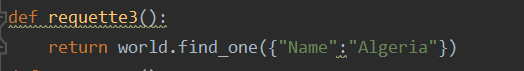 def requette3():
    return world.find_one({"Name":"Algeria"})